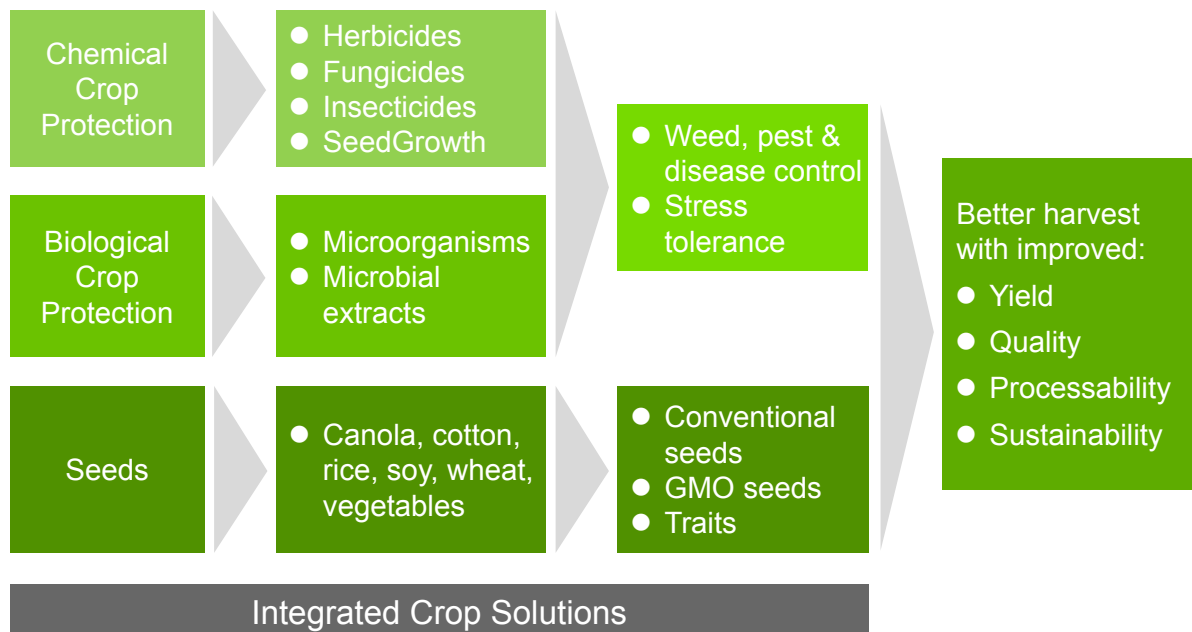 Chemical
Crop
Protection
● Herbicides
● Fungicides
● Insecticides
● SeedGrowth
Biological
Crop
Protection
● Microorganisms
● Microbial
extracts
● Weed, pest &
disease control
● Stress
tolerance
Seeds
● Canola, cotton,
rice, soy, wheat,
vegetables
● Conventional
seeds
● GMO seeds
● Traits
Better harvest
with improved:
● Yield
● Quality
● Processability
● Sustainability
Integrated Crop Solutions